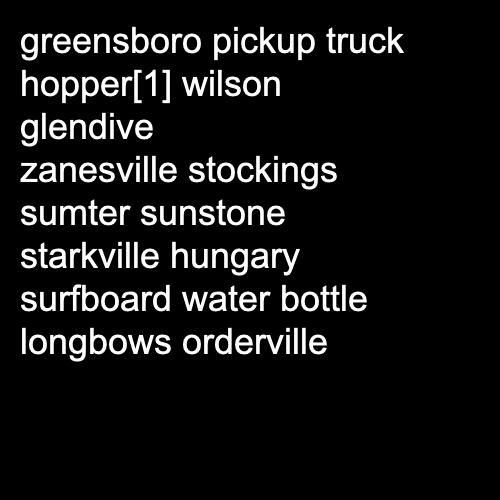 greensboro pickup truck
hopper[1] wilson
glendive
zanesville stockings
sumter sunstone
starkville hungary
surfboard water bottle
longbows orderville